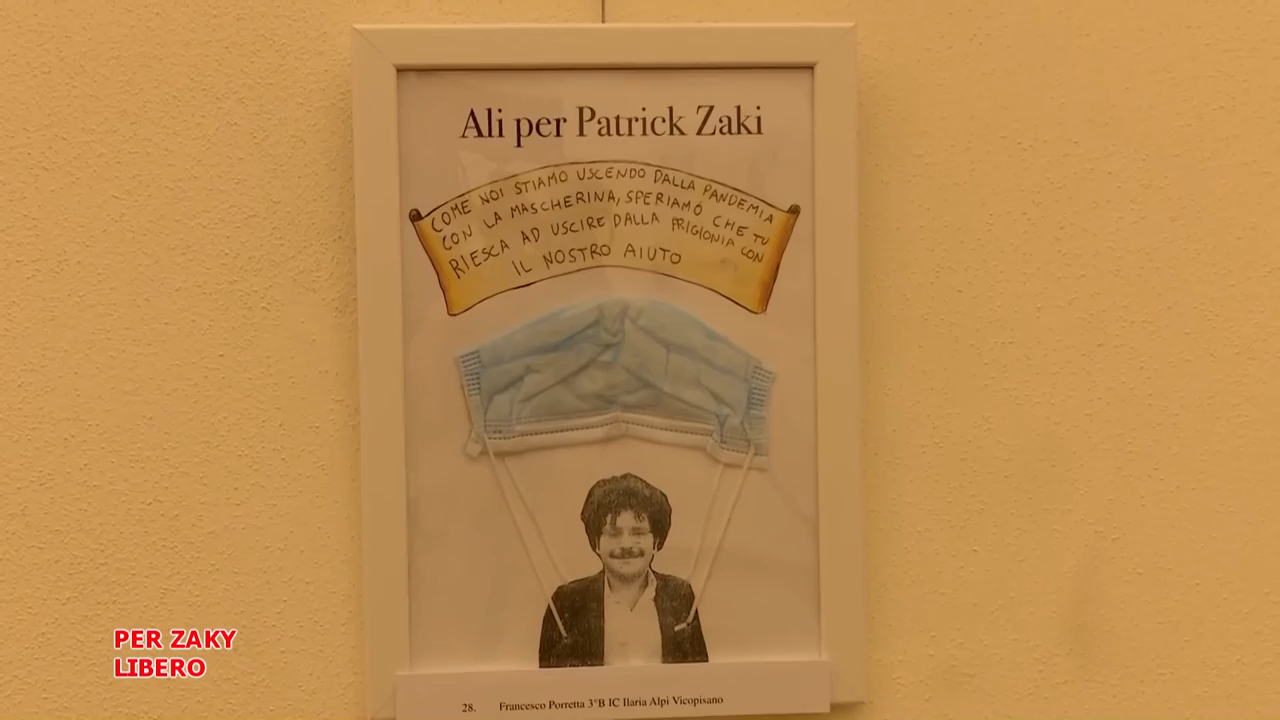 Ali per Patrick Zaki
COME NOI STIAMO USCENDO DALLA PANDEMIA
CON LA MASCHERINA, SPERIAMO CHE TU
RIESCA AD USCIRE DALLA PRIGIONIA CON
IL NOSTRO AIUTO
PER ZAKY
LIBERO
28. Francesco Porretta 3°B IC Ilaria Alpi Vicopisano